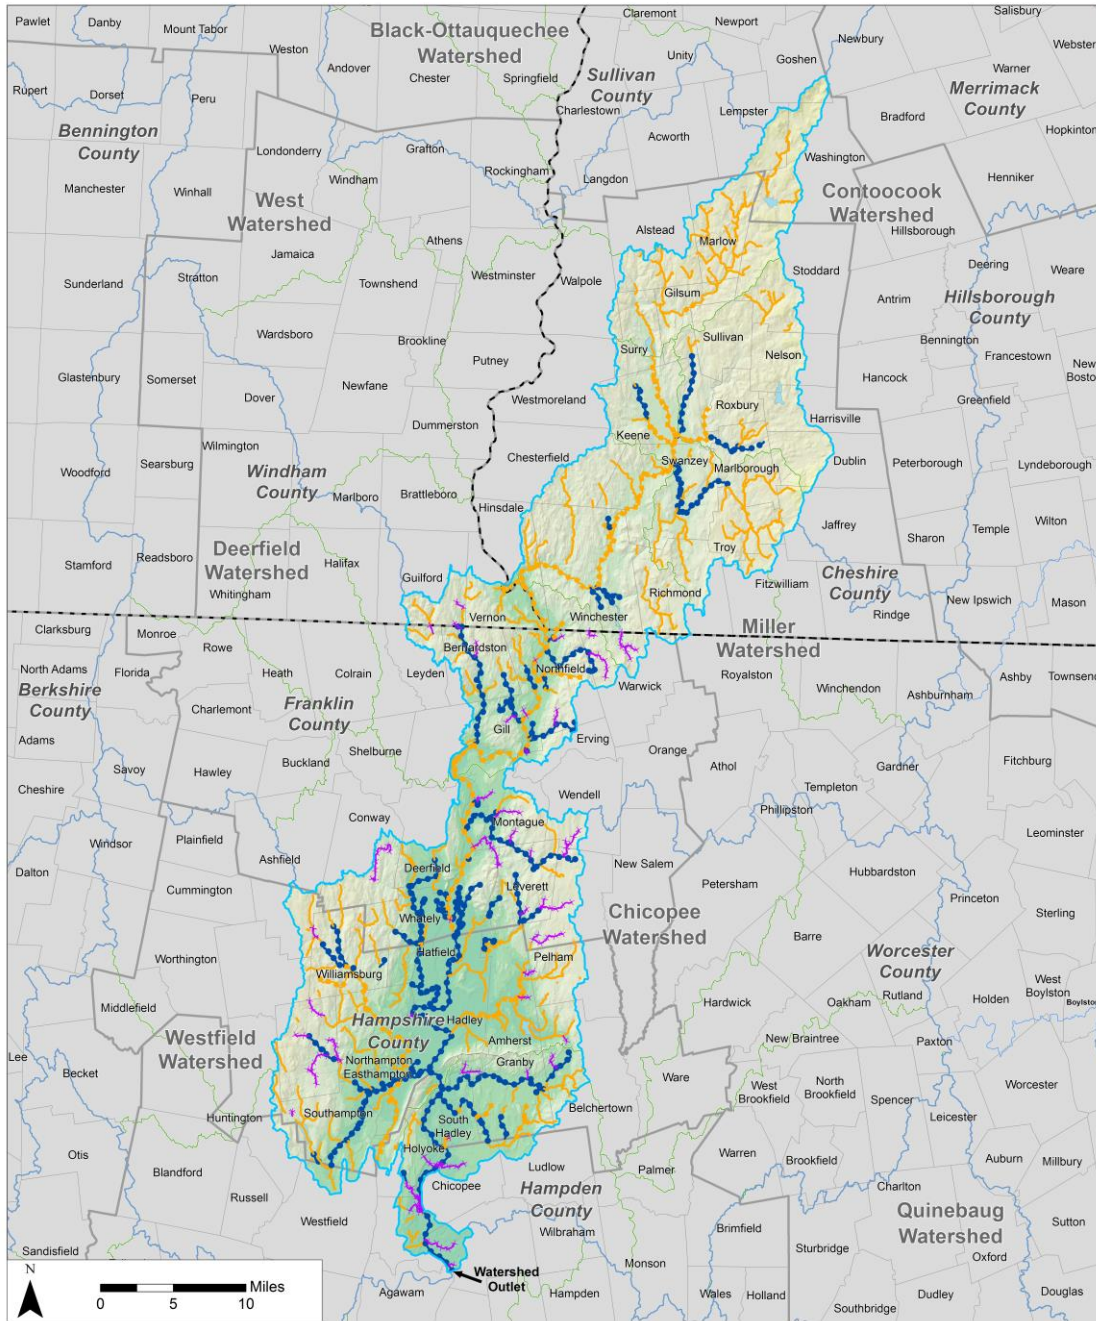 Pawlet
Danby
Mount Tabor
Weston
Black-Ottauquechee
Watershed
Claremont
Newport
Salisbury
Newbury
Webster
Andover
Chester
Springfield
Sullivan
County
Unity
Goshen
Warner
Merrimack
County
Rupert
Dorset
Peru
Charlestown
Lempster
Bradford
Hopkinton
Bennington
County
Londonderry
Grafton
Acworth
Washington
Manchester
Winhall
Windham
Rockingham
Langdon
Henniker
West
Watershed
Contoocook
Watershed
Hillsborough
Alstead
Marlow
Athens
Jamaica
Stoddard
Deering
Weare
Sunderland
Stratton
Townshend
Westminster
Walpole
Gilsum
Antrim
Hillsborough
County
Wardsboro
Brookline
Sullivan
Bennington
Francestown
Putney
Surry
Nelson
New
Boston
Glastenbury
Somerset
Newfane
Hancock
Dover
Westmoreland
Roxbury
Greenfield
Dummerston
Harrisville
Wilmington
Keene
Searsburg
Chesterfield
Swanzey
Dublin
Peterborough
Lyndeborough
Woodford
Windham
County
Marlboro
Brattleboro
Marlborough
Hinsdale
Jaffrey
Temple
Wilton
Sharon
Deerfield
Watershed
Readsboro
Stamford
Halifax
Guilford
Troy
Fitzwilliam
Cheshire
County
Whitingham
Richmond
Rindge
New Ipswich
Mason
Vernon
Winchester
Clarksburg
Monroe
Bernardston
Miller
Watershed
Rowe
North Adams
Florida
Heath
Colrain
Leyden
Northfield
Warwick
Royalston
Winchendon
Ashburnham
Ashby
Townsend
Berkshire
County
Charlemont
Franklin
County
Gill
Erving
Adams
Shelburne
Orange
Athol
Gardner
Fitchburg
Savoy
Hawley
Buckland
Templeton
Cheshire
Wendell
Phillipston
Conway
Montague
Leominster
Windsor
Plainfield
Ashfield
Dalton
Deerfield
New Salem
Petersham
Hubbardston
Cummington
Leverett
Princeton
Whately
Chicopee
Watershed
Sterling
Hatfield
Barre
Worthington
Pelham
Worcester
County
Williamsburg
West
Boylston
Boylston
Middlefield
Hardwick
Oakham
Rutland
Holden
Hampshire
County
Hadley
Westfield
Watershed
Amherst
New Braintree
Paxton
Lee
Northampton
Granby
Easthampton
Becket
Ware
West
Brookfield
North
Brookfield
Worcester
Spencer
Huntington
Southampton
Belchertown
Leicester
South
Hadley
Otis
Holyoke
Warren
Auburn
Millbury
Blandford
Ludlow
Palmer
Brookfield
Chicopee
Charlton
Russell
Hampden
County
Westfield
Wilbraham
Brimfield
Quinebaug
Watershed
Sutton
Sandisfield
Sturbridge
Oxford
Monson
Watershed
Outlet
N
Miles
0 5 10
Agawam
Hampden
Wales
Holland
Southbridge
Dudley
Douglas